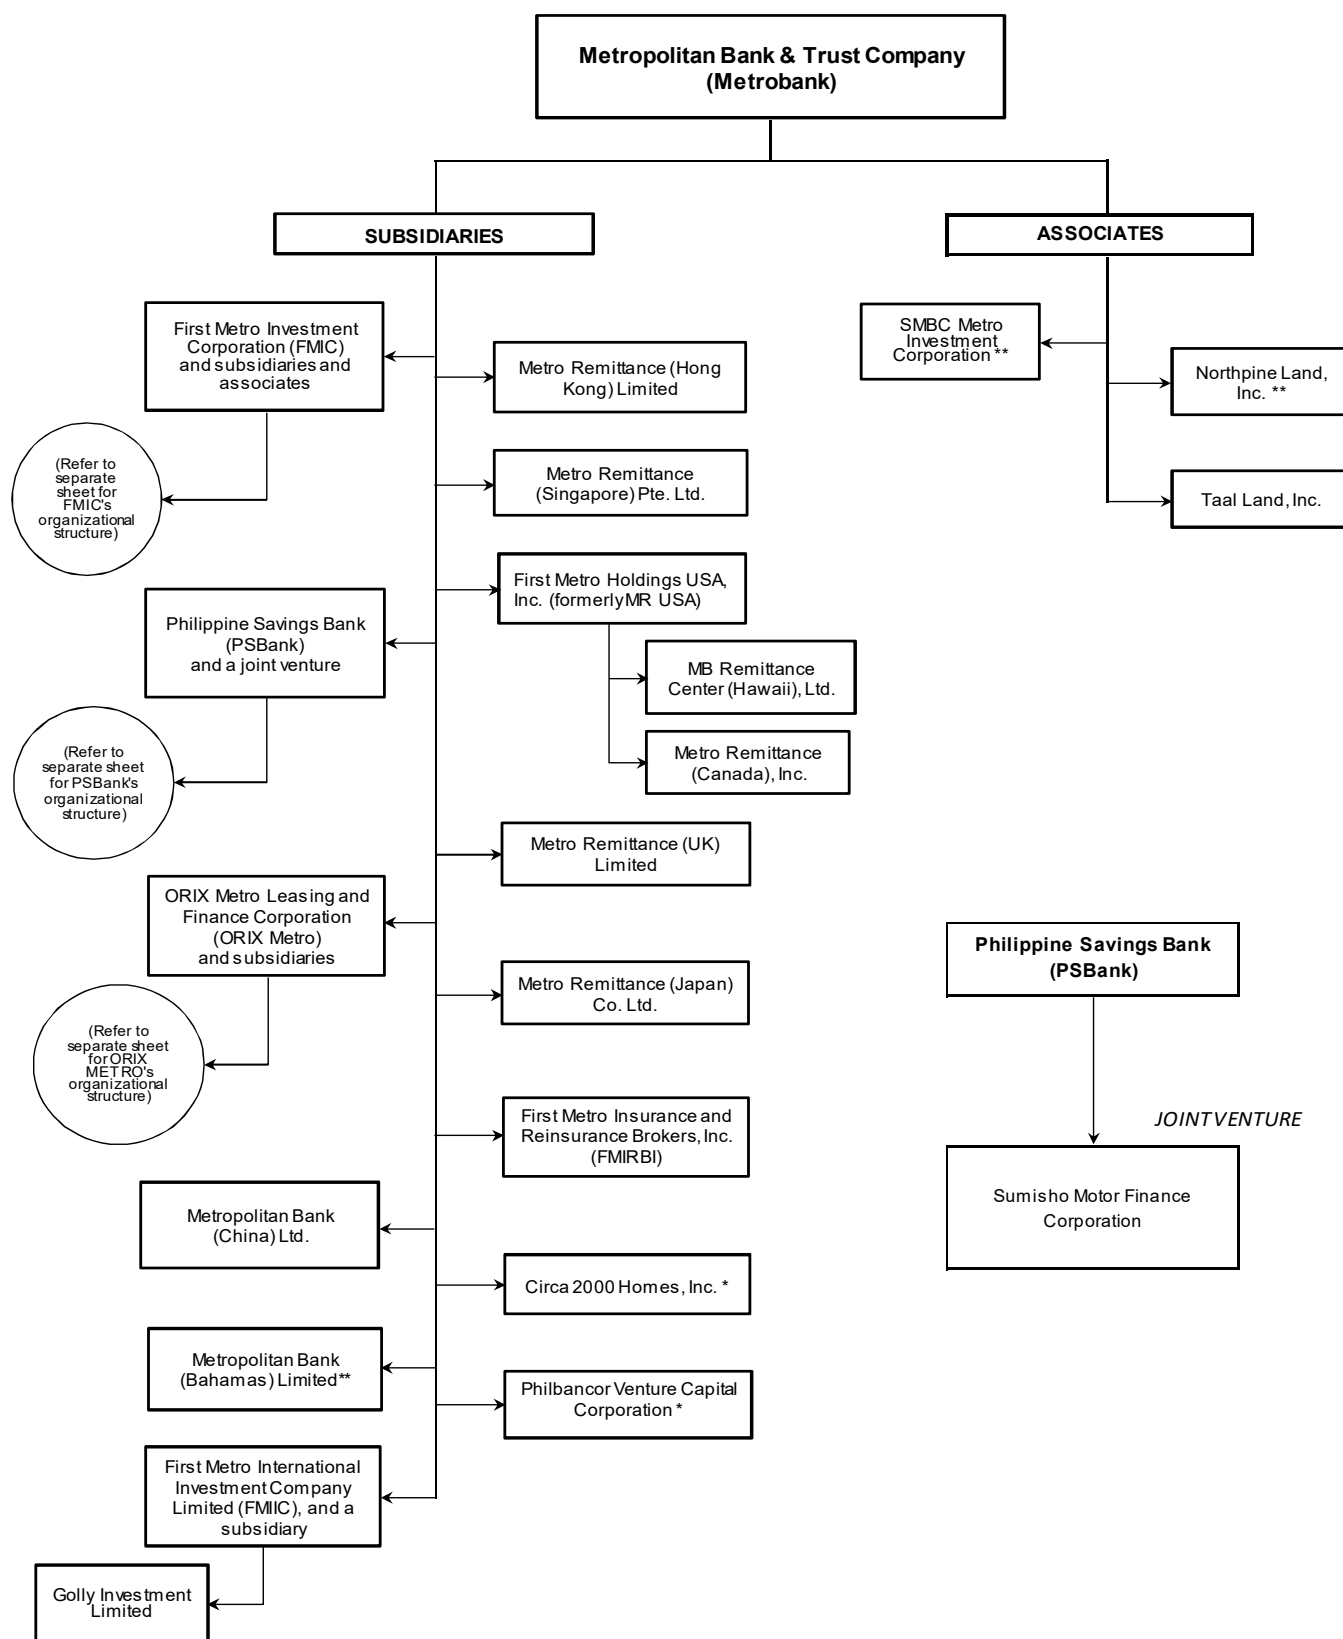 Metropolitan Bank & Trust Company
(Metrobank)
SUBSIDIARIES
ASSOCIATES
First Metro Investment
Corporation (FMIC)
and subsidiaries and
associates
(Refer to
separate
sheet for
FMIC's
organizational
structure)
Metro Remittance (Hong
Kong) Limited
Metro Remittance
(Singapore) Pte. Ltd.
First Metro Holdings USA,
Inc. (formerly MR USA)
MB Remittance
Center (Hawaii), Ltd.
Metro Remittance
(Canada), Inc.
Philippine Savings Bank
(PSBank)
and a joint venture
(Refer to
separate sheet
for PSBank's
organizational
structure)
Metro Remittance (UK)
Limited
ORIX Metro Leasing and
Finance Corporation
(ORIX Metro)
and subsidiaries
(Refer to
separate sheet
for ORIX
METRO's
organizational
structure)
Metro Remittance (Japan)
Co. Ltd.
First Metro Insurance and
Reinsurance Brokers, Inc.
(FMIRBI)
Metropolitan Bank
(China) Ltd.
Circa 2000 Homes, Inc. *
Metropolitan Bank
(Bahamas) Limited**
Philbancor Venture Capital
Corporation *
First Metro International
Investment Company
Limited (FMIIC), and a
subsidiary
Golly Investment
Limited
SMBC Metro
Investment
Corporation **
Northpine Land,
Inc. **
Taal Land, Inc.
Philippine Savings Bank
(PSBank)
JOINT VENTURE
Sumisho Motor Finance
Corporation